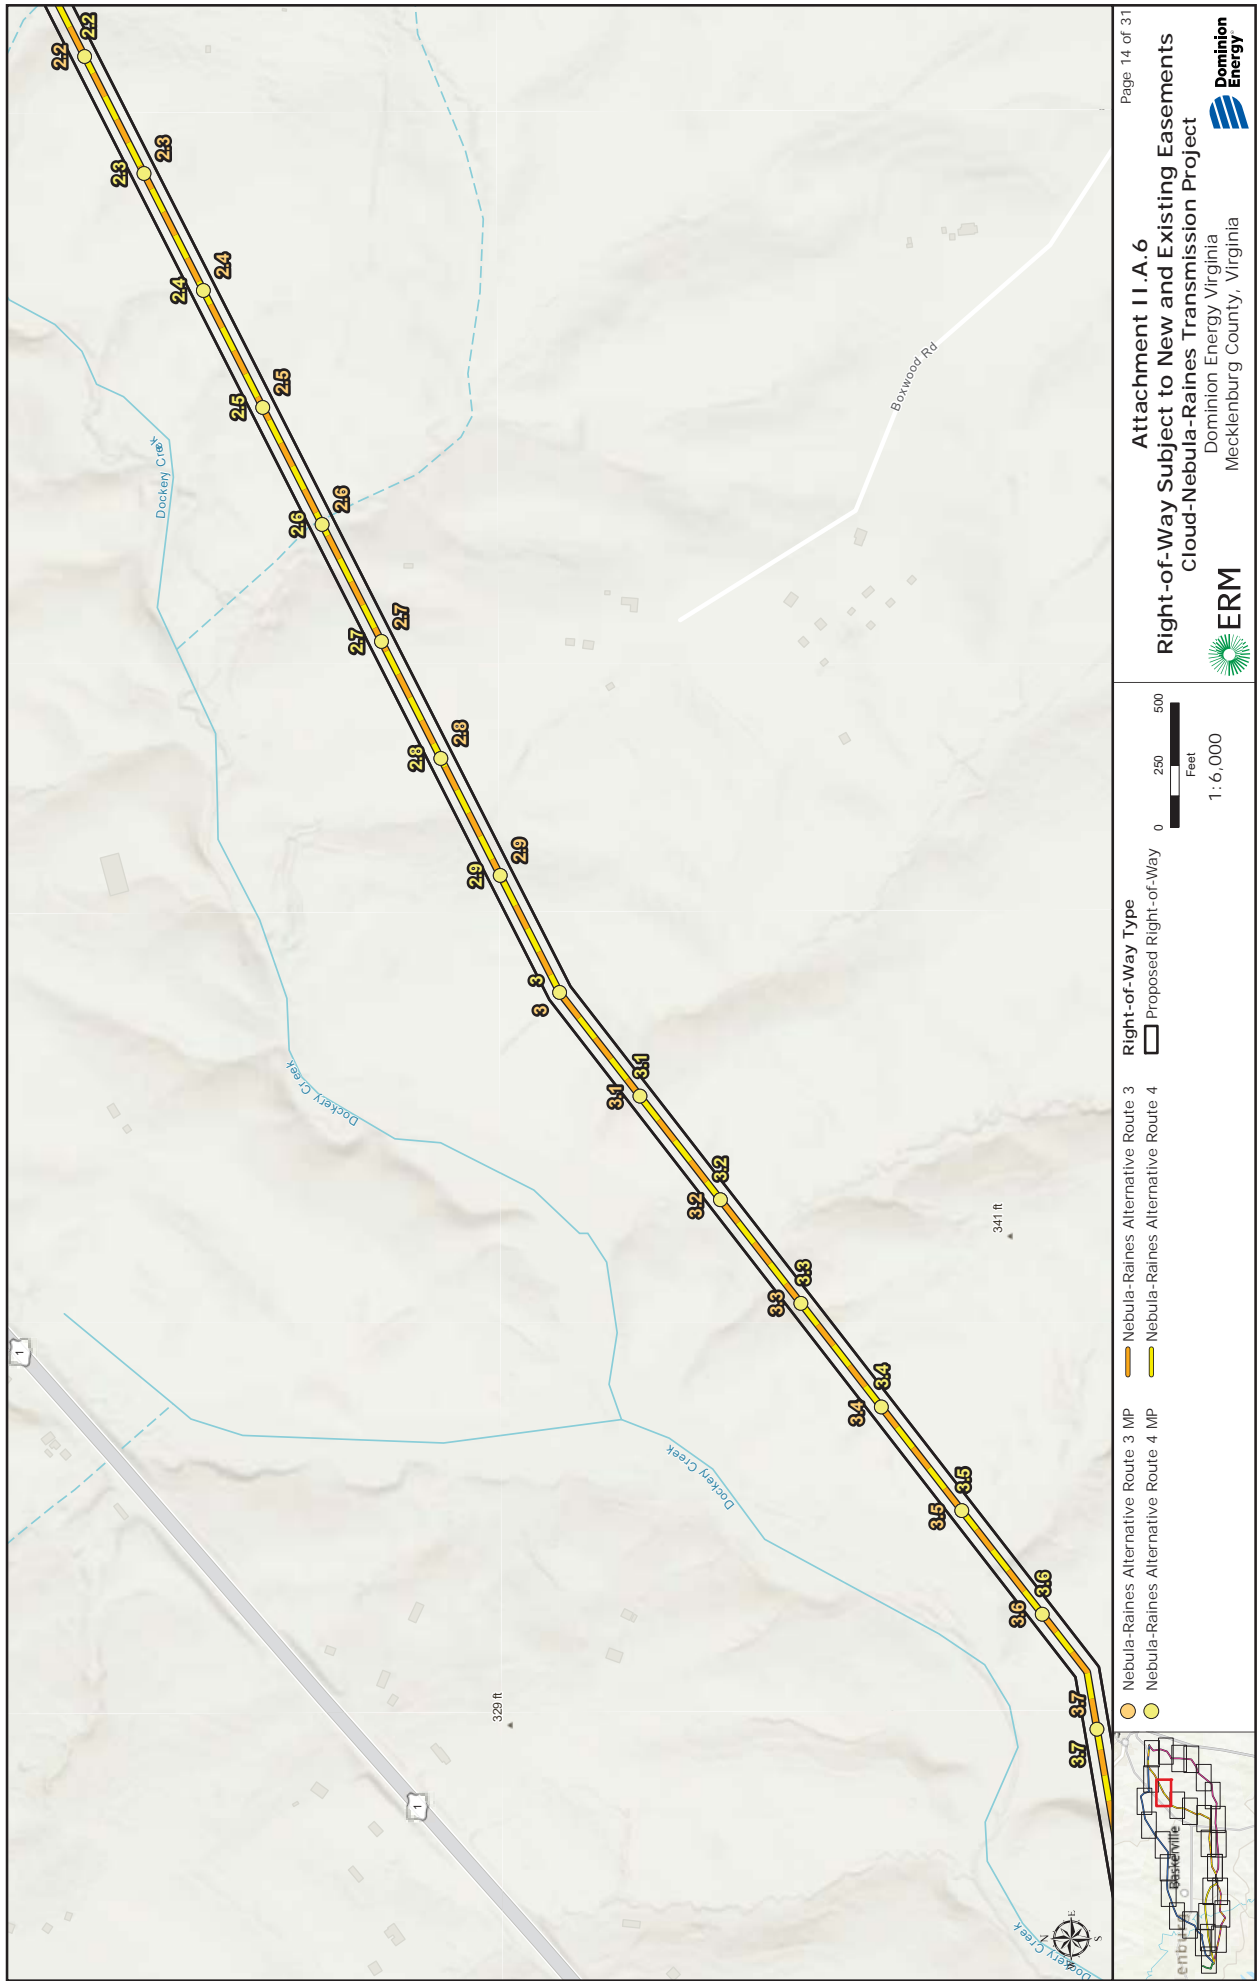 2.2
2.2
2.3
2.3
2.4
2.4
2.5
2.5
2.6
2.6
2.7
2.7
2.8
2.8
2.9
2.9
3
3
3.1
3.1
3.2
3.2
3.3
3.3
3.4
3.4
3.5
3.5
3.6
3.6
3.7
3.7
Dockery Creek
Dockery Creek
Dockery Creek
Dockery Creek
Boxwood Rd
1
1
329 ft
341 ft
N
E
S
Baskerville
enburg
Nebula-Raines Alternative Route 3 MP
Nebula-Raines Alternative Route 4 MP
Nebula-Raines Alternative Route 3
Nebula-Raines Alternative Route 4
Right-of-Way Type
Proposed Right-of-Way
0 250 500
Feet
1:6,000
Page 14 of 31
Attachment II.A.6
Right-of-Way Subject to New and Existing Easements
Cloud-Nebula-Raines Transmission Project
Dominion Energy Virginia
Mecklenburg County, Virginia
ERM
Dominion
Energy